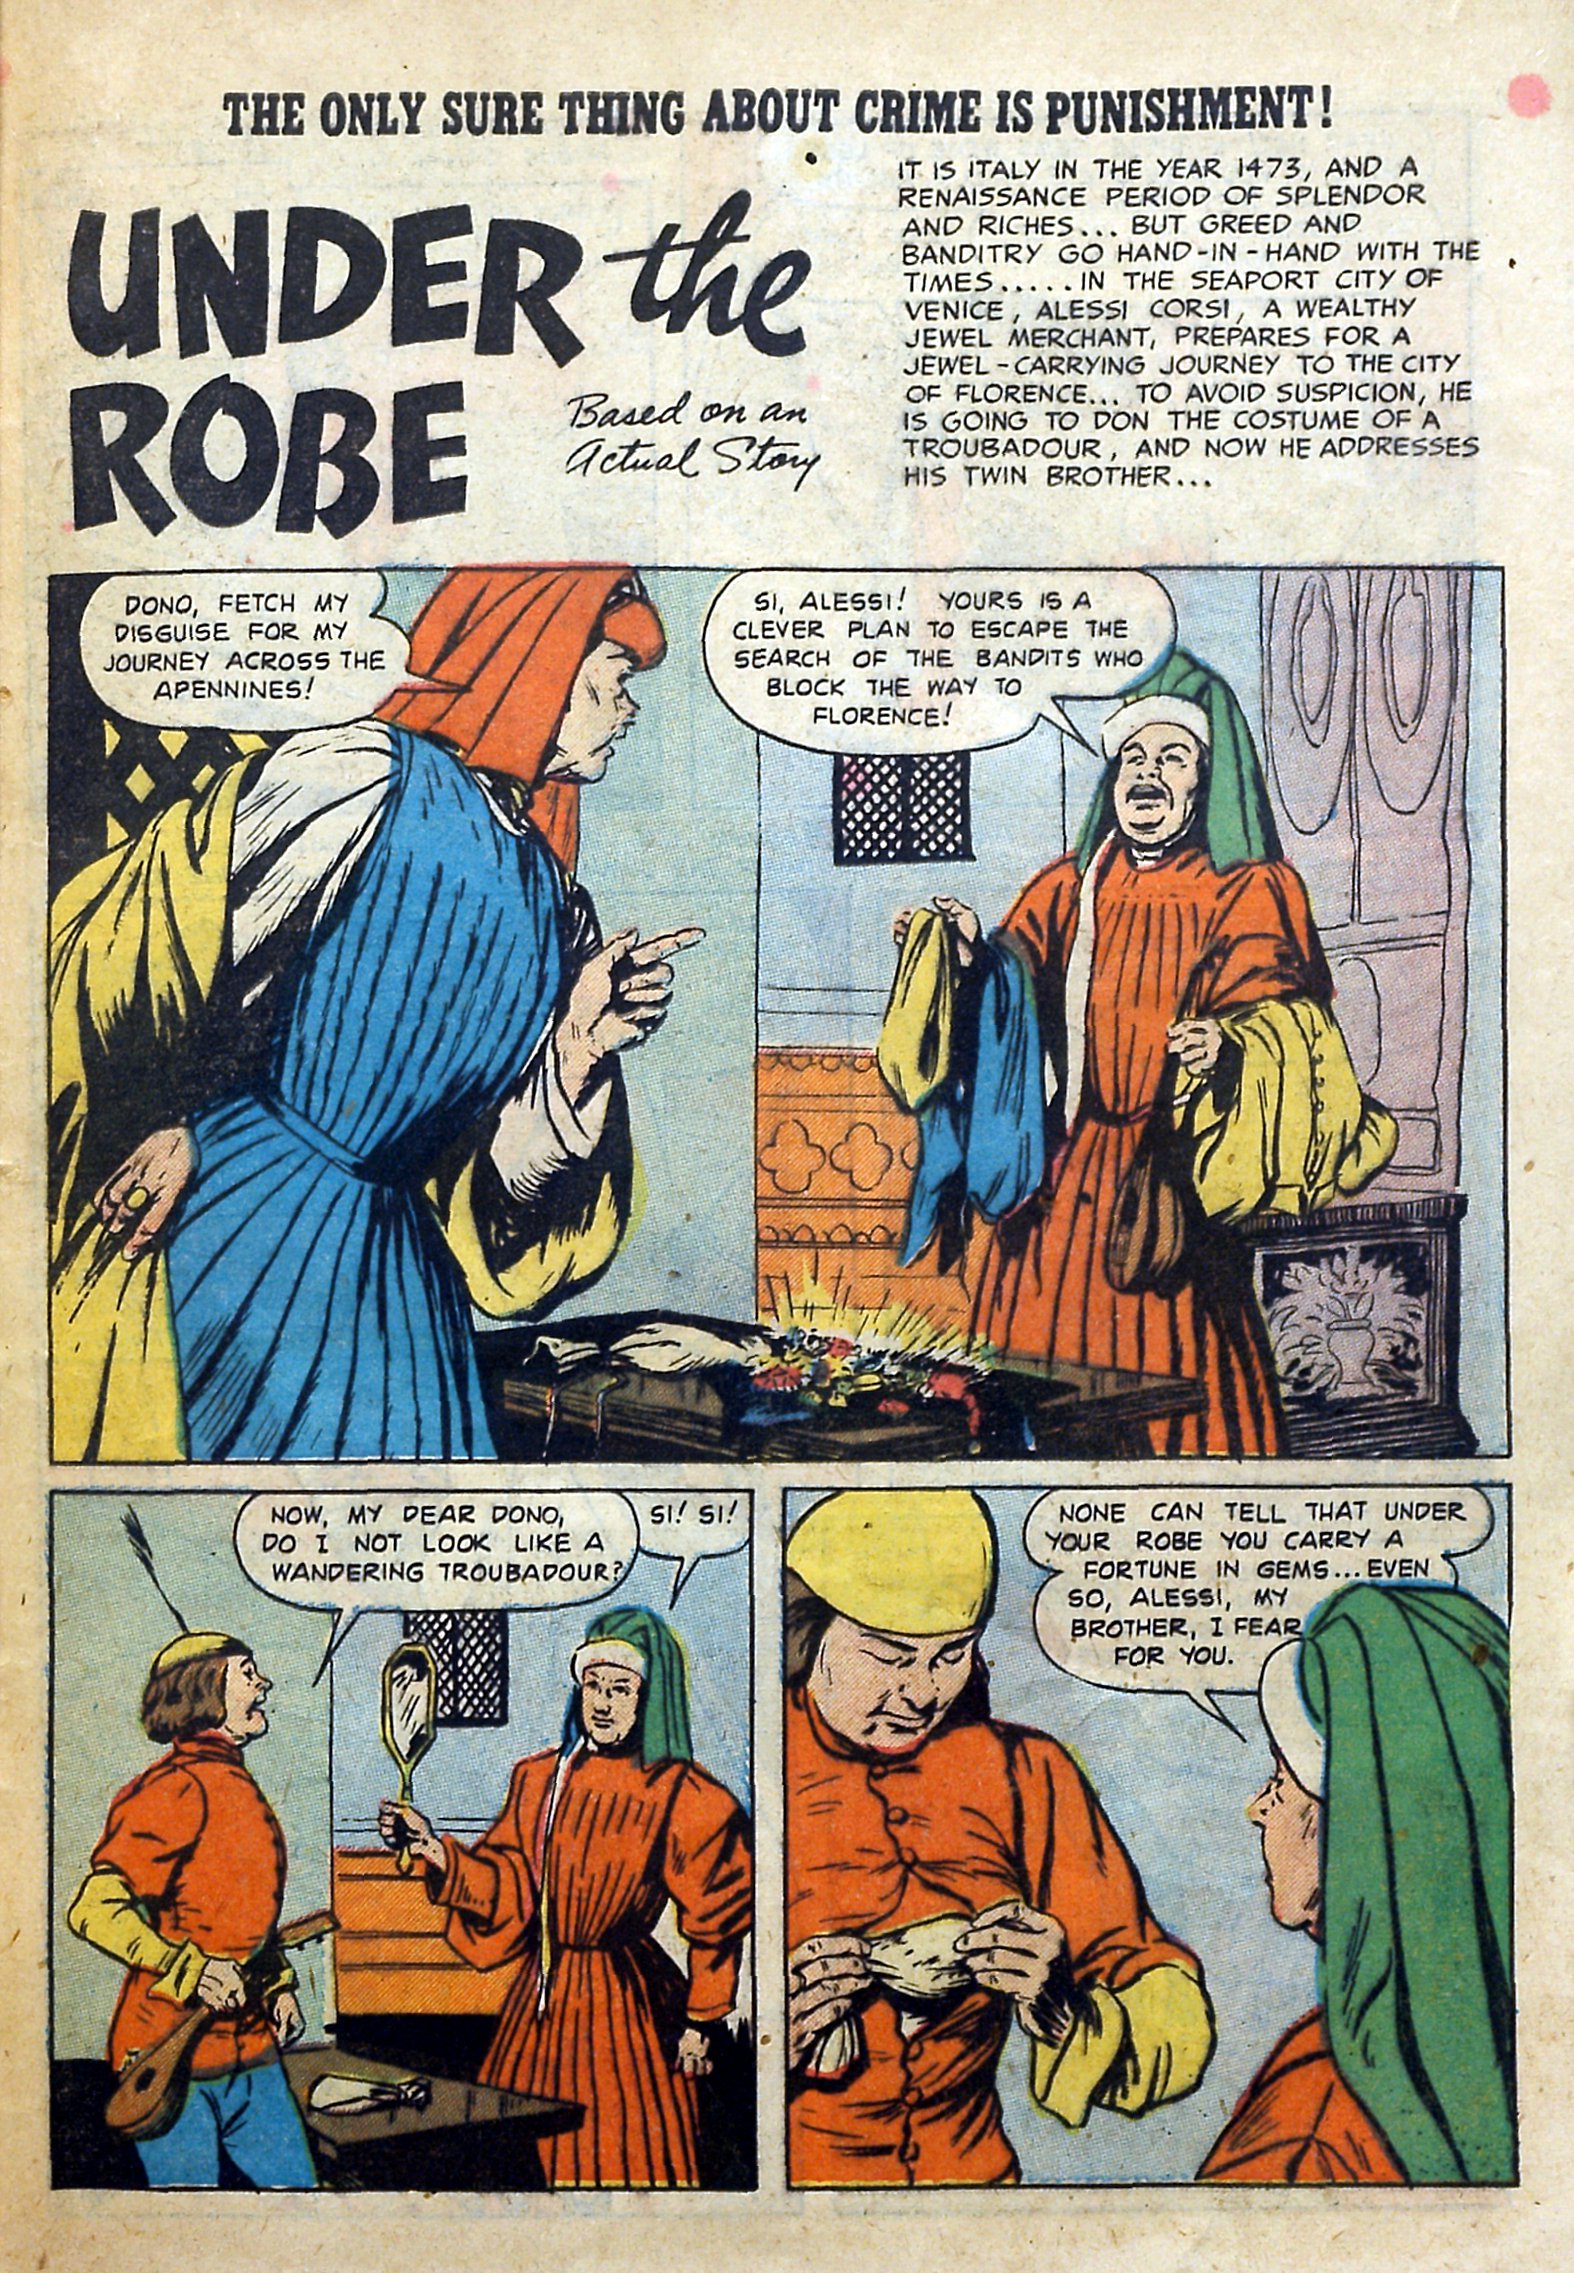 THE ONLY SURE THING ABOUT CRIME IS PUNISHMENT!
UNDER the
ROBE
Based on an
Actual Story
IT IS ITALY IN THE YEAR 1473, AND A
RENAISSANCE PERIOD OF SPLENDOR
AND RICHES... BUT GREED AND
BANDITRY GO HAND-IN-HAND WITH THE
TIMES.....IN THE SEAPORT CITY OF
VENICE, ALESSI CORSI, A WEALTHY
JEWEL MERCHANT, PREPARES FOR A
JEWEL-CARRYING JOURNEY TO THE CITY
OF FLORENCE... TO AVOID SUSPICION, HE
IS GOING TO DON THE COSTUME OF A
TROUBADOUR, AND NOW HE ADDRESSES
HIS TWIN BROTHER...
DONO, FETCH MY
DISGUISE FOR MY
JOURNEY ACROSS THE
APENNINES!
SI, ALESSI! YOURS IS A
CLEVER PLAN TO ESCAPE THE
SEARCH OF THE BANDITS WHO
BLOCK THE WAY TO
FLORENCE!
NOW, MY DEAR DONO,
DO I NOT LOOK LIKE A
WANDERING TROUBADOUR?
SI! SI!
NONE CAN TELL THAT UNDER
YOUR ROBE YOU CARRY A
FORTUNE IN GEMS...EVEN
SO, ALESSI, MY
BROTHER, I FEAR
FOR YOU.